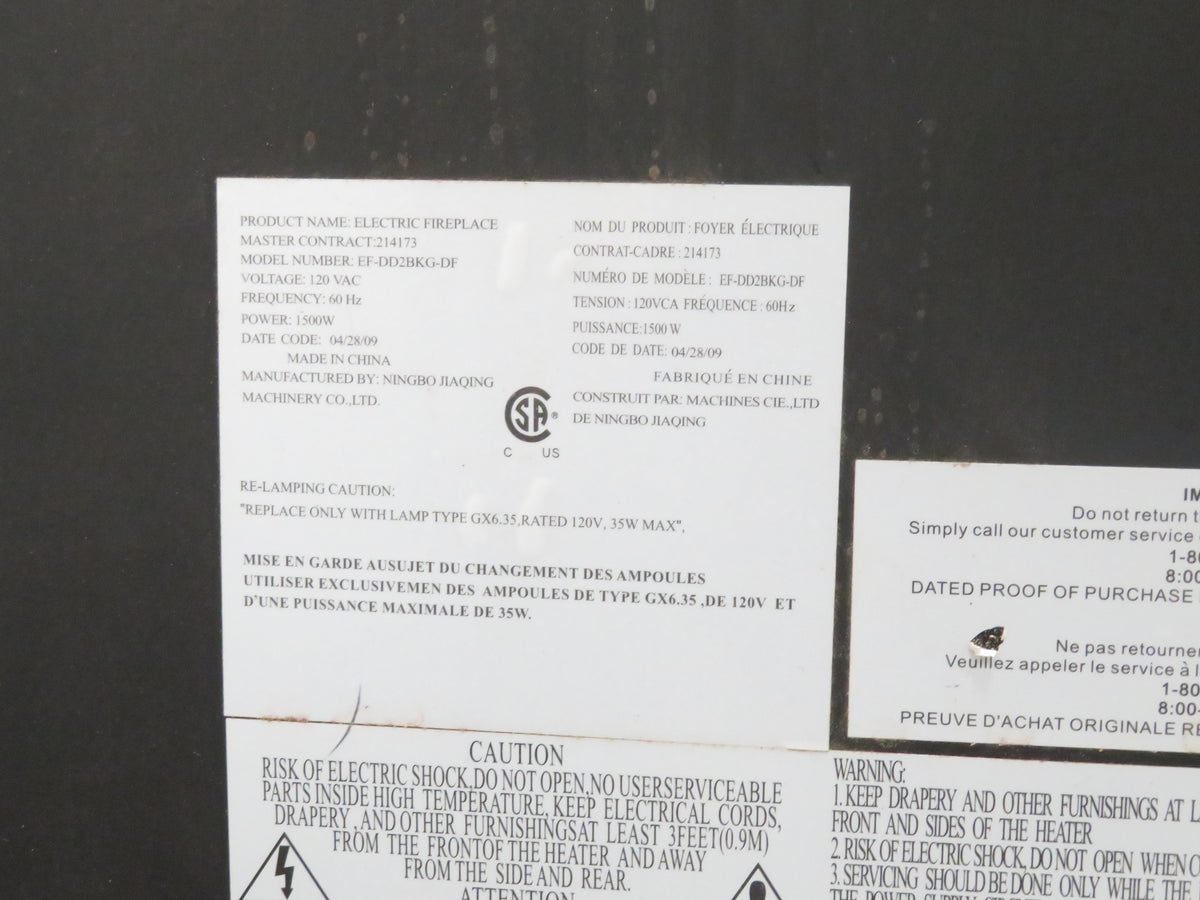 PRODUCT NAME: ELECTRIC FIREPLACE
MASTER CONTRACT:214173
MODEL NUMBER: EF-DD2BKG-DF
VOLTAGE: 120 VAC
FREQUENCY: 60 Hz
POWER: 1500W
DATE CODE: 04/28/09
MADE IN CHINA
MANUFACTURED BY: NINGBO JIAQING
MACHINERY CO.,LTD.
NOM DU PRODUIT : FOYER ÉLECTRIQUE
CONTRAT-CADRE : 214173
NUMÉRO DE MODÈLE : EF-DD2BKG-DF
TENSION : 120VCA FRÉQUENCE : 60Hz
PUISSANCE:1500 W
CODE DE DATE: 04/28/09
FABRIQUÉ EN CHINE
CONSTRUIT PAR: MACHINES CIE.,LTD
DE NINGBO JIAQING
CSA®
C US
RE-LAMPING CAUTION:
"REPLACE ONLY WITH LAMP TYPE GX6.35,RATED 120V, 35W MAX",
MISE EN GARDE AUSUJET DU CHANGEMENT DES AMPOULES
UTILISER EXCLUSIVEMEN DES AMPOULES DE TYPE GX6.35 ,DE 120V ET
D'UNE PUISSANCE MAXIMALE DE 35W.
IM
Do not return t
Simply call our customer service
1-80
8:00
DATED PROOF OF PURCHASE
Ne pas retourner
Veuillez appeler le service à l
1-80
8:00-
PREUVE D'ACHAT ORIGINALE RE
CAUTION
RISK OF ELECTRIC SHOCK,DO NOT OPEN,NO USERSERVICEABLE
PARTS INSIDE HIGH TEMPERATURE, KEEP ELECTRICAL CORDS,
DRAPERY , AND OTHER FURNISHINGSAT LEAST 3FEET(0.9M)
FROM THE FRONTOF THE HEATER AND AWAY
FROM THE SIDE AND REAR.
ATTENTION
WARNING:
1. KEEP DRAPERY AND OTHER FURNISHINGS AT L
FRONT AND SIDES OF THE HEATER
2. RISK OF ELECTRIC SHOCK, DO NOT OPEN WHEN C
3. SERVICING SHOULD BE DONE ONLY WHILE THE
THE POWER SUPPLY